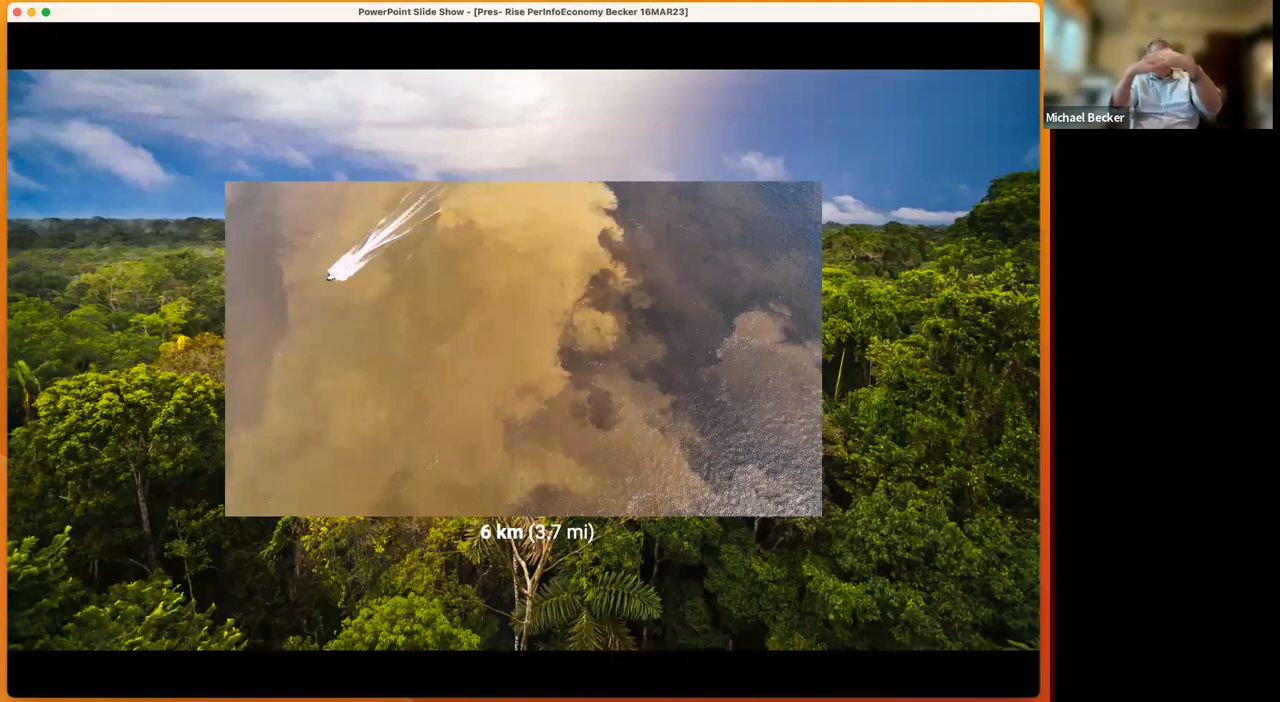 PowerPoint Slide Show - [Pres- Rise PerInfoEconomy Becker 16MAR23]
Michael Becker
6 km (3.7 mi)